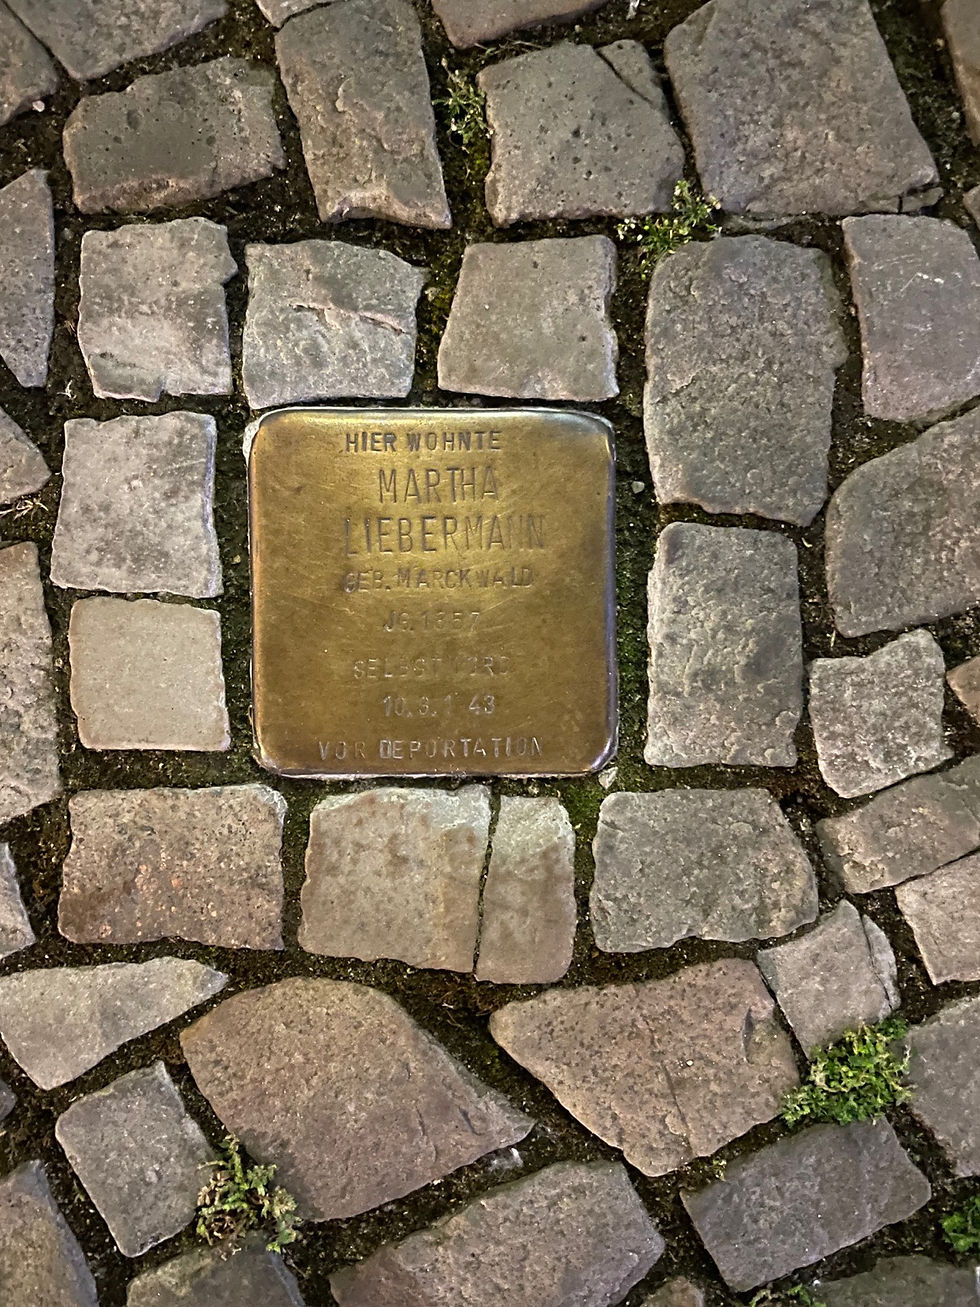 HIER WOHNTE
MARTHA
LIEBERMANN
GEB. MARCKWALD
JG. 1857
SELBSTMORD
10.3.1943
VOR DEPORTATION